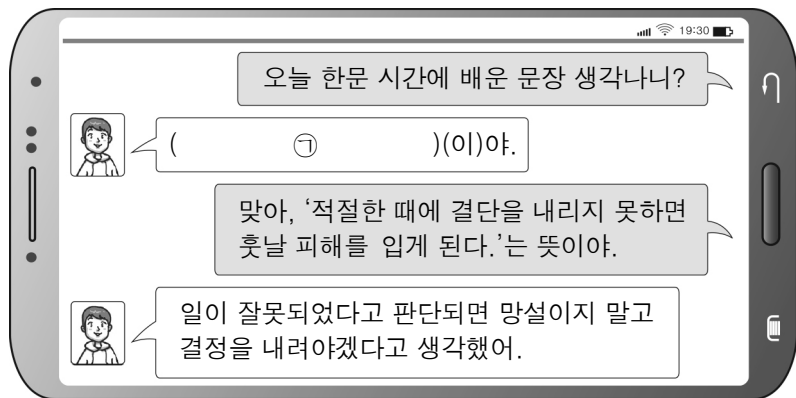 19:30
오늘 한문 시간에 배운 문장 생각나니?
( ㉠ )(이)야.
맞아, ‘적절한 때에 결단을 내리지 못하면
훗날 피해를 입게 된다.’는 뜻이야.
일이 잘못되었다고 판단되면 망설이지 말고
결정을 내려야겠다고 생각했어.